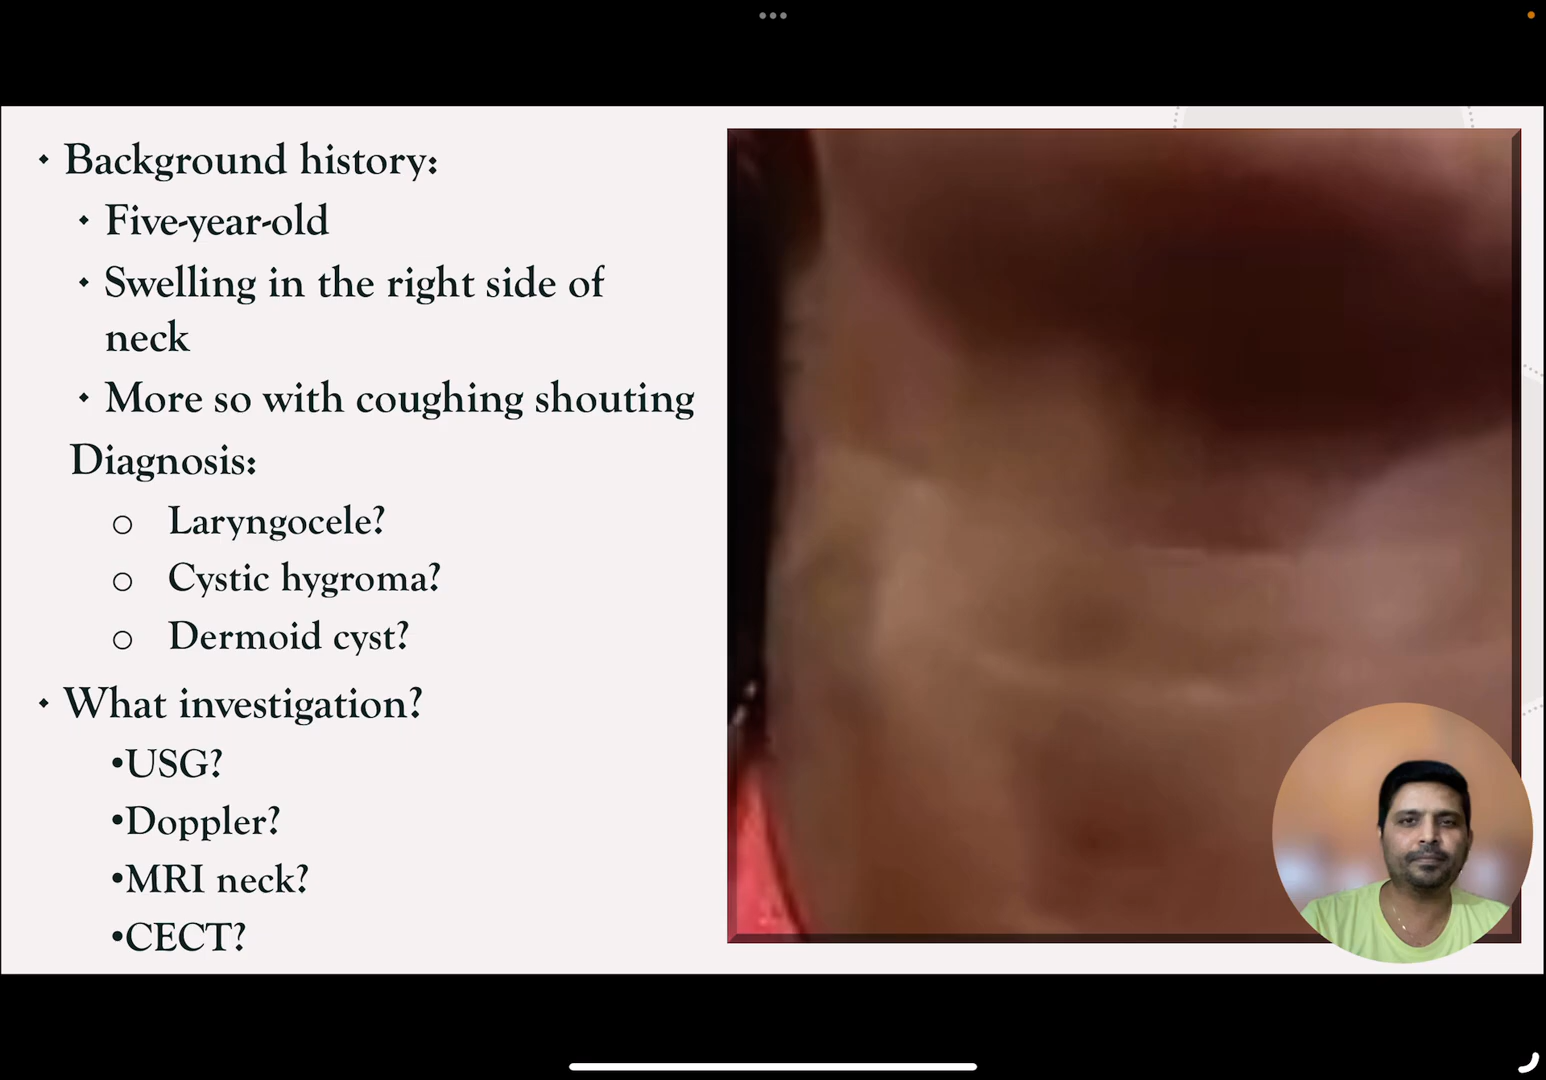 Background history:
Five-year-old
Swelling in the right side of
neck
More so with coughing shouting
Diagnosis:
Laryngocele?
Cystic hygroma?
Dermoid cyst?
What investigation?
USG?
Doppler?
MRI neck?
CECT?